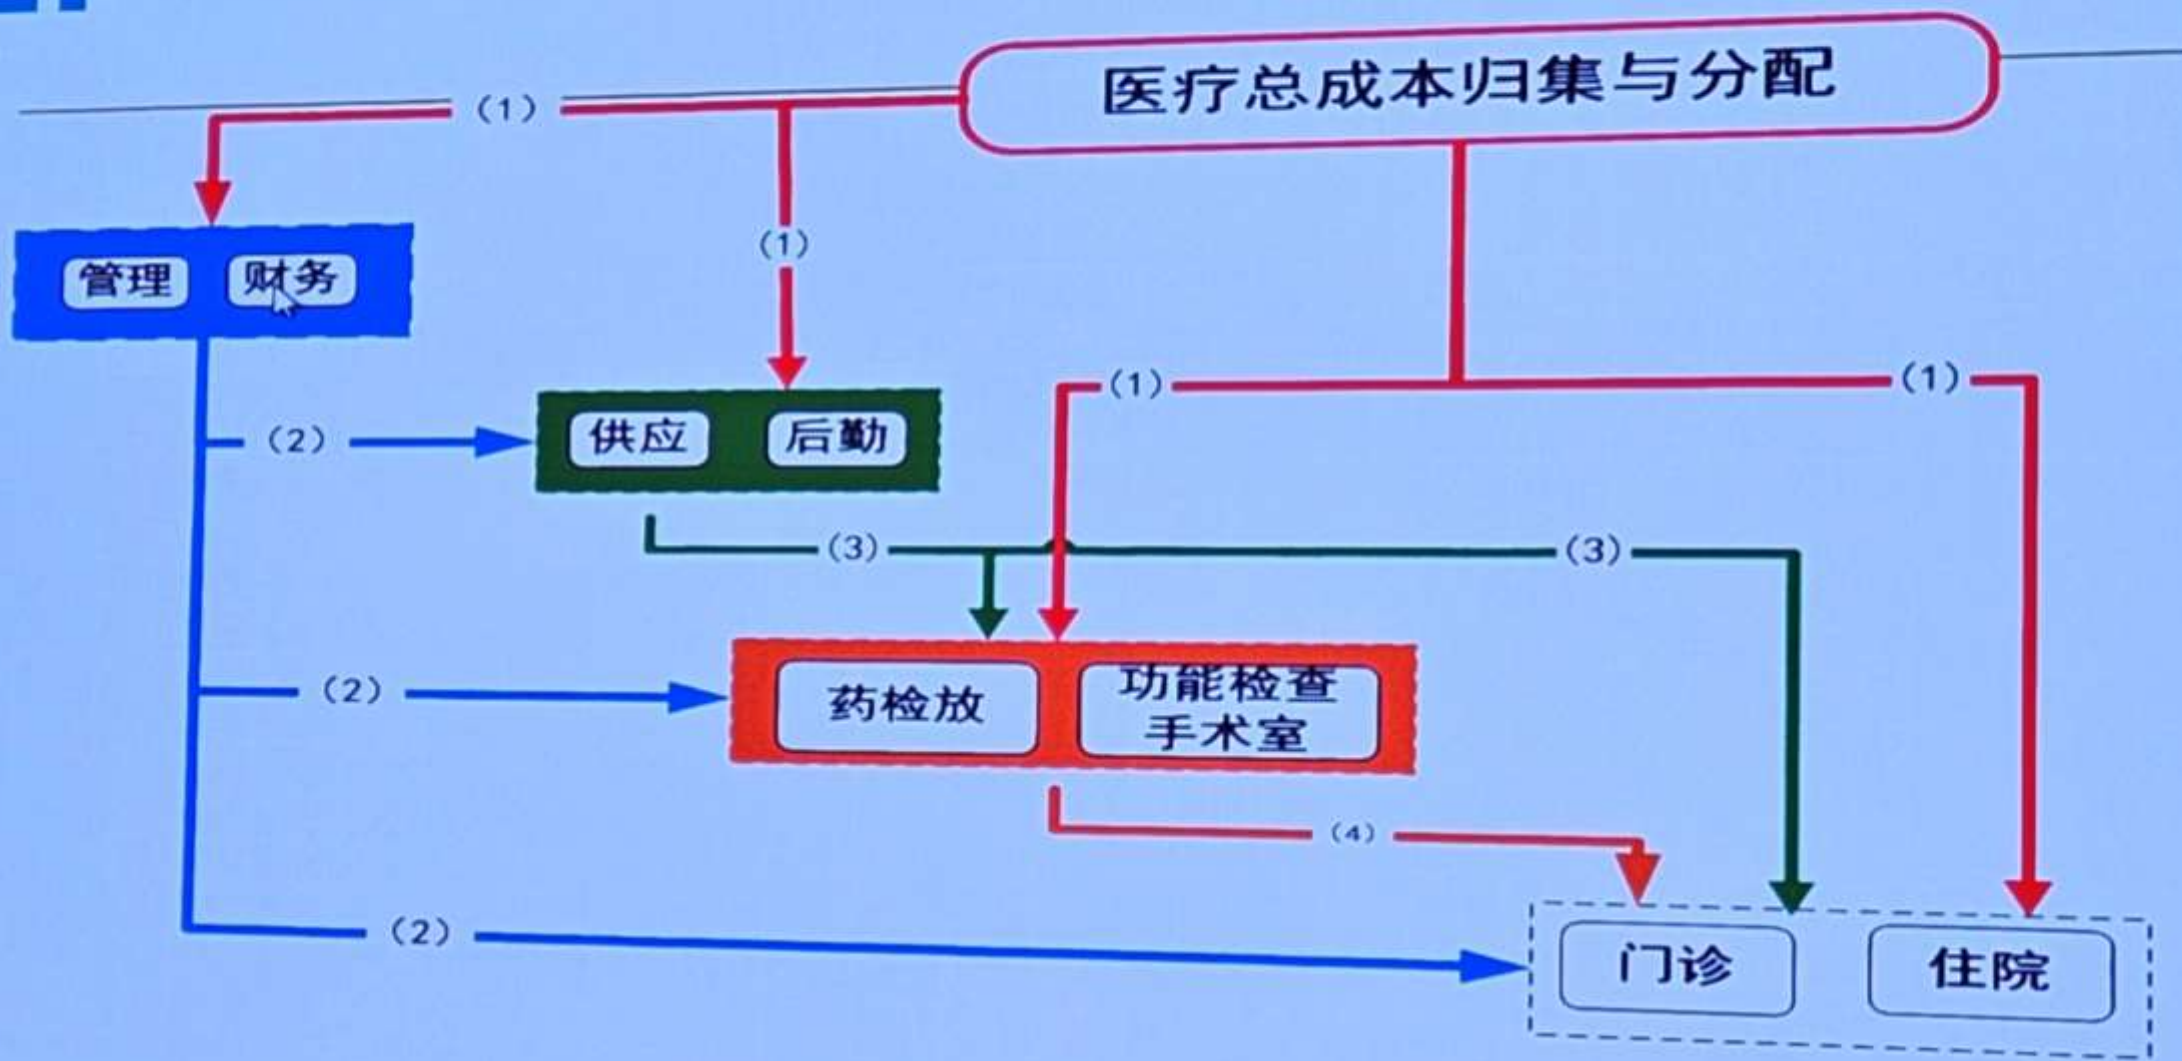 医疗总成本归集与分配
（1）
（1）
管理
财务
（1）
（1）
（2）
供应
后勤
（3）
（3）
（2）
药检放
功能检查
手术室
（4）
（2）
门诊
住院